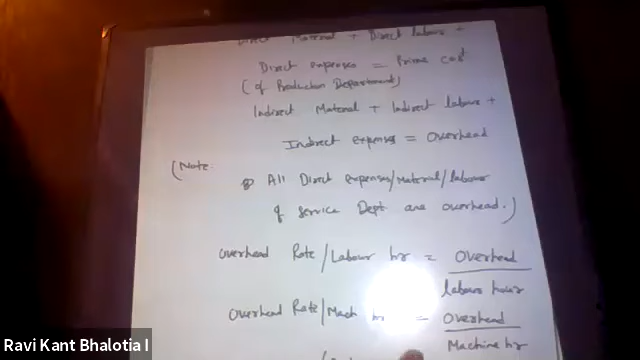 Direct Material + Direct labour +
Direct expenses = Prime cost
(of Production Department)
Indirect Material + Indirect labour +
Indirect expenses = Overhead
(Note:
All Direct expenses/Material/labour
of service Dept are overhead.)
overhead Rate/Labour hr = Overhead
labour hour
overhead Rate/Mach hr = Overhead
Machine hr
Ravi Kant Bhalotia I